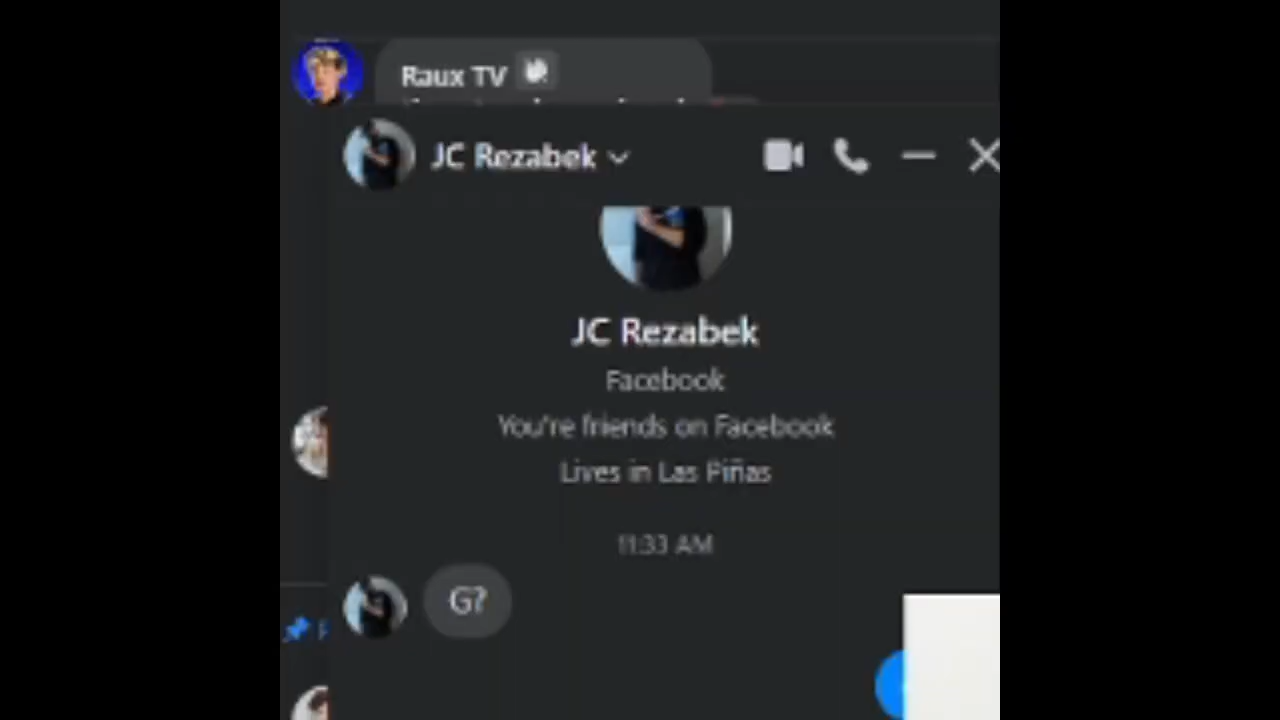 Raux TV
JC Rezabek
JC Rezabek
Facebook
You're friends on Facebook
Lives in Las Piñas
11:33 AM
G?